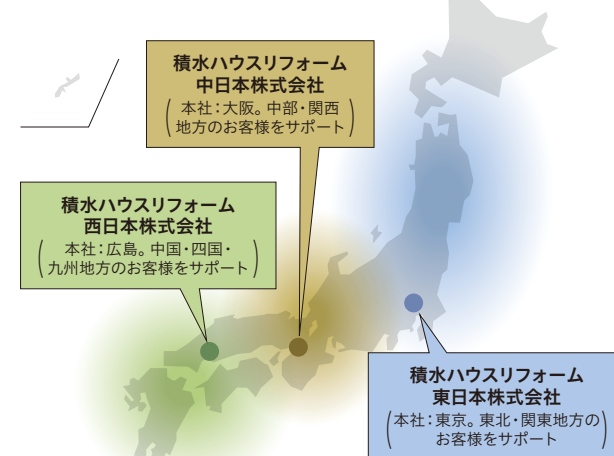 積水ハウスリフォーム
中日本株式会社
(本社:大阪。中部・関西
地方のお客様をサポート)
積水ハウスリフォーム
西日本株式会社
(本社:広島。中国・四国・
九州地方のお客様をサポート)
積水ハウスリフォーム
東日本株式会社
(本社:東京。東北・関東地方の
お客様をサポート)